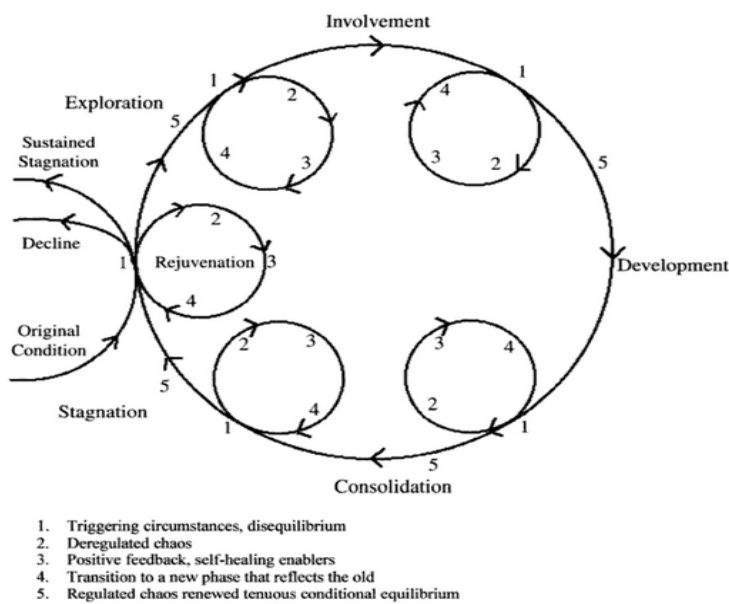 Involvement
1
1
2
4
Exploration
5
4
3
3
2
5
Sustained
Stagnation
Decline
2
1
Rejuvenation
3
Development
4
Original
Condition
2
3
3
4
5
4
2
Stagnation
1
1
5
Consolidation
1. Triggering circumstances, disequilibrium
2. Deregulated chaos
3. Positive feedback, self-healing enablers
4. Transition to a new phase that reflects the old
5. Regulated chaos renewed tenuous conditional equilibrium